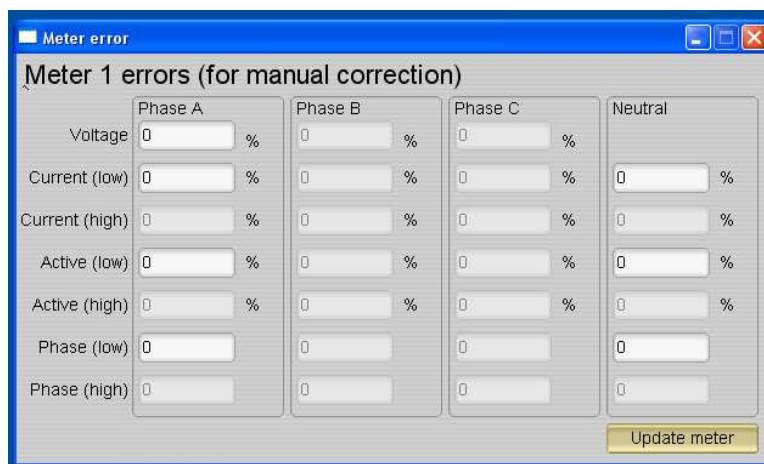 Meter error
Meter 1 errors (for manual correction)
Phase A Phase B Phase C Neutral
Voltage 0 % 0 % 0 %
Current (low) 0 % 0 % 0 % 0 %
Current (high) 0 % 0 % 0 % 0 %
Active (low) 0 % 0 % 0 % 0 %
Active (high) 0 % 0 % 0 % 0 %
Phase (low) 0 0 0 0
Phase (high) 0 0 0 0
Update meter